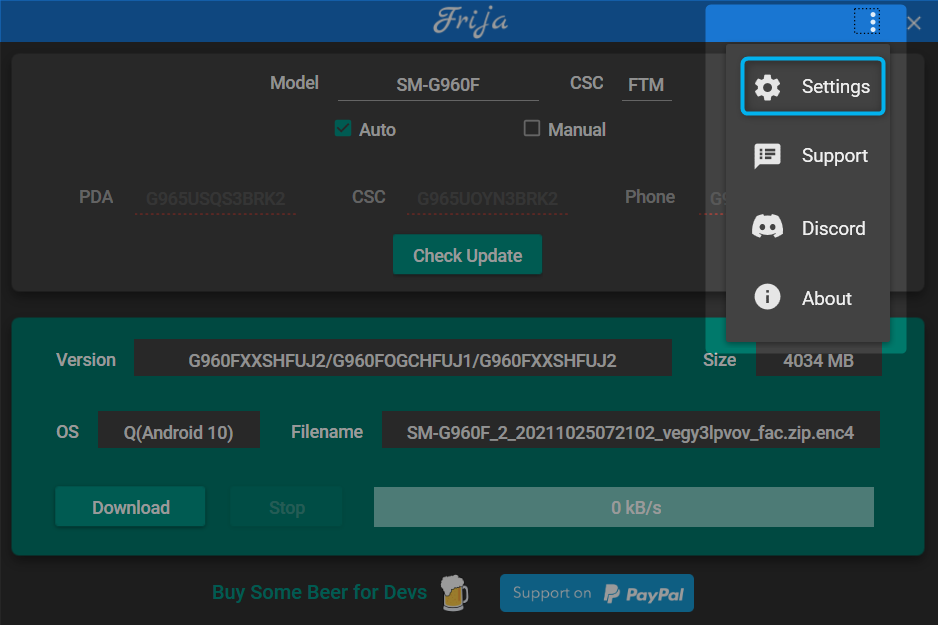 Frija
Model SM-G960F CSC FTM
Auto Manual
PDA G965USQS3BRK2 CSC G965UOYN3BRK2 Phone
Check Update
Settings
Support
Discord
About
Version G960FXXSHFUJ2/G960FOGCHFUJ1/G960FXXSHFUJ2 Size 4034 MB
OS Q(Android 10) Filename SM-G960F_2_20211025072102_vegy3lpvov_fac.zip.enc4
Download Stop 0 kB/s
Buy Some Beer for Devs Support on PayPal